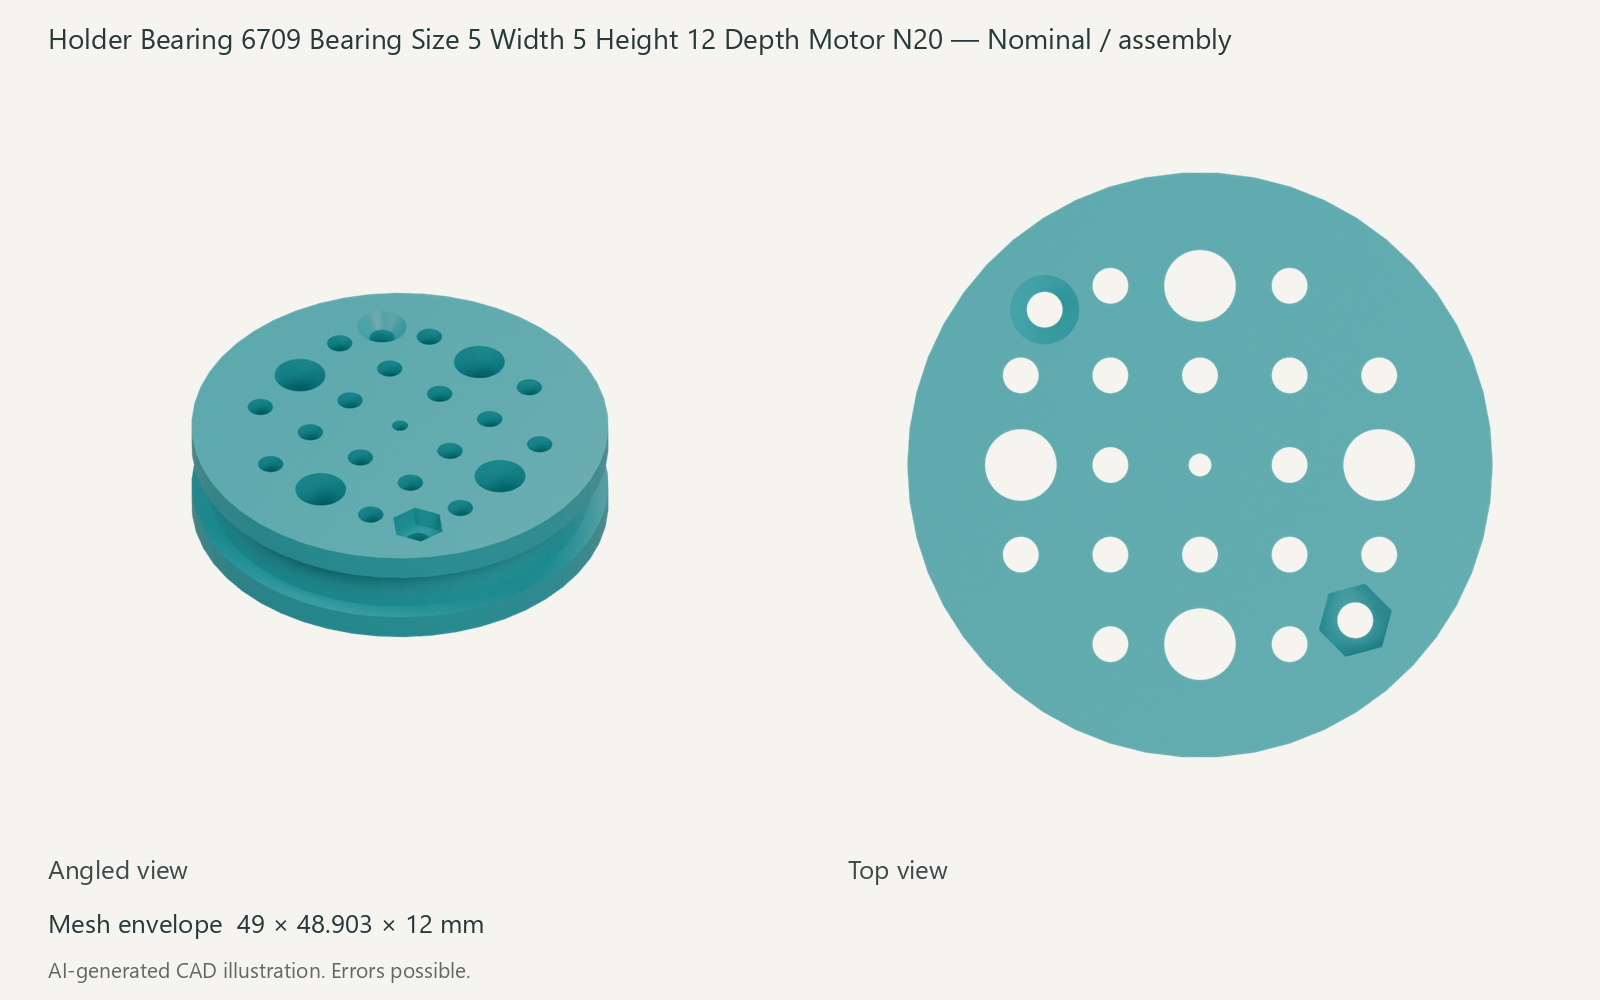 Holder Bearing 6709 Bearing Size 5 Width 5 Height 12 Depth Motor N20 — Nominal / assembly
Angled view
Top view
Mesh envelope 49 × 48.903 × 12 mm
AI-generated CAD illustration. Errors possible.